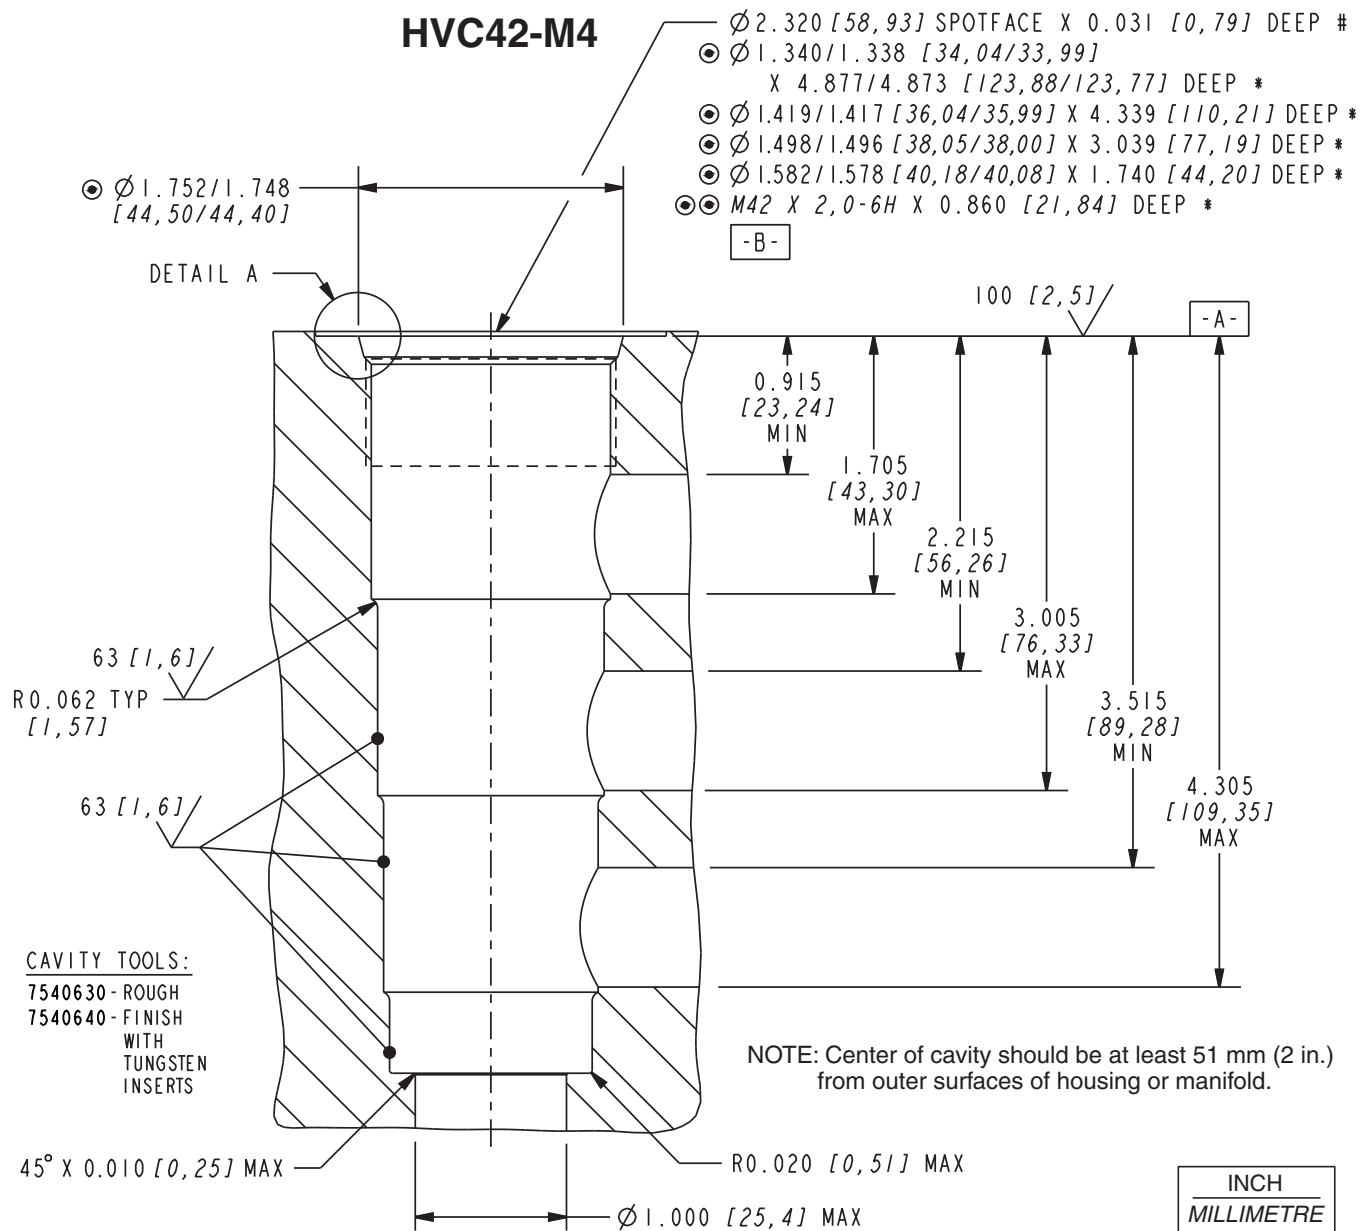 HVC42-M4
Ø2.320 [58,93] SPOTFACE X 0.031 [0,79] DEEP #
Ø1.340/1.338 [34,04/33,99]
X 4.877/4.873 [123,88/123,77] DEEP *
Ø1.419/1.417 [36,04/35,99] X 4.339 [110,21] DEEP *
Ø1.498/1.496 [38,05/38,00] X 3.039 [77,19] DEEP *
Ø1.582/1.578 [40,18/40,08] X 1.740 [44,20] DEEP *
M42 X 2,0-6H X 0.860 [21,84] DEEP *
-B-
Ø1.752/1.748
[44,50/44,40]
DETAIL A
100 [2,5]
-A-
0.915
[23,24]
MIN
1.705
[43,30]
MAX
2.215
[56,26]
MIN
3.005
[76,33]
MAX
3.515
[89,28]
MIN
4.305
[109,35]
MAX
63 [1,6]
R0.062 TYP
[1,57]
63 [1,6]
CAVITY TOOLS:
7540630 - ROUGH
7540640 - FINISH
WITH
TUNGSTEN
INSERTS
NOTE: Center of cavity should be at least 51 mm (2 in.)
from outer surfaces of housing or manifold.
45° X 0.010 [0,25] MAX
R0.020 [0,51] MAX
Ø1.000 [25,4] MAX
INCH
MILLIMETRE